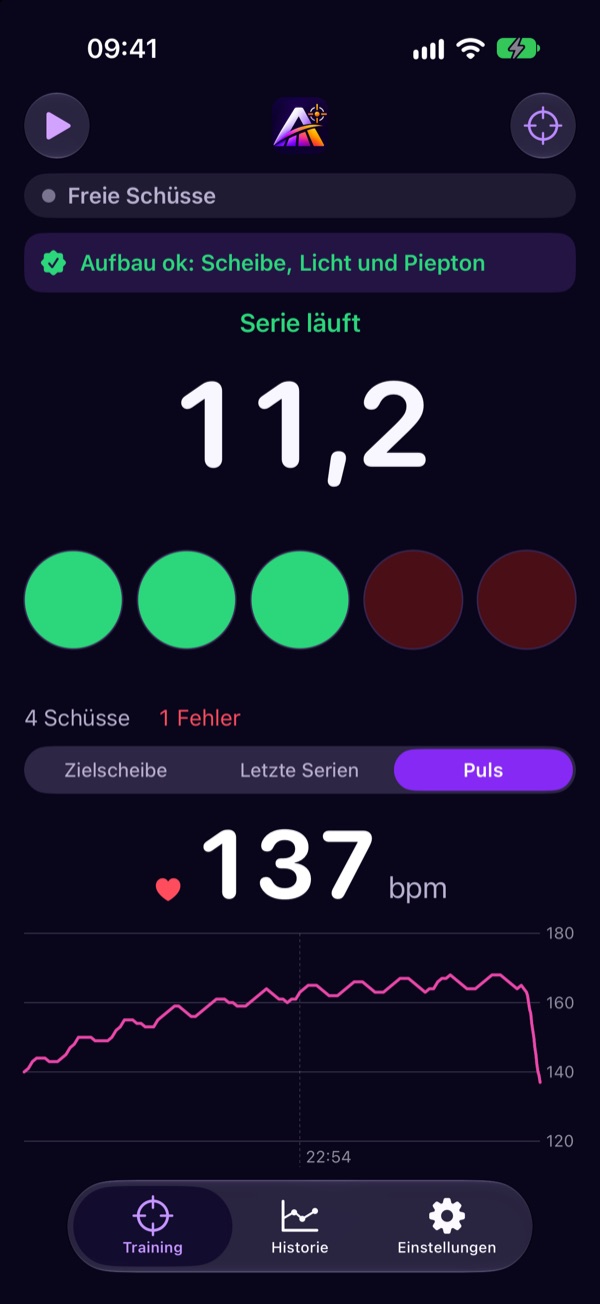 09:41
Freie Schüsse
Aufbau ok: Scheibe, Licht und Piepton
Serie läuft
11,2
4 Schüsse 1 Fehler
Zielscheibe Letzte Serien Puls
137 bpm
180
160
140
120
22:54
Training Historie Einstellungen